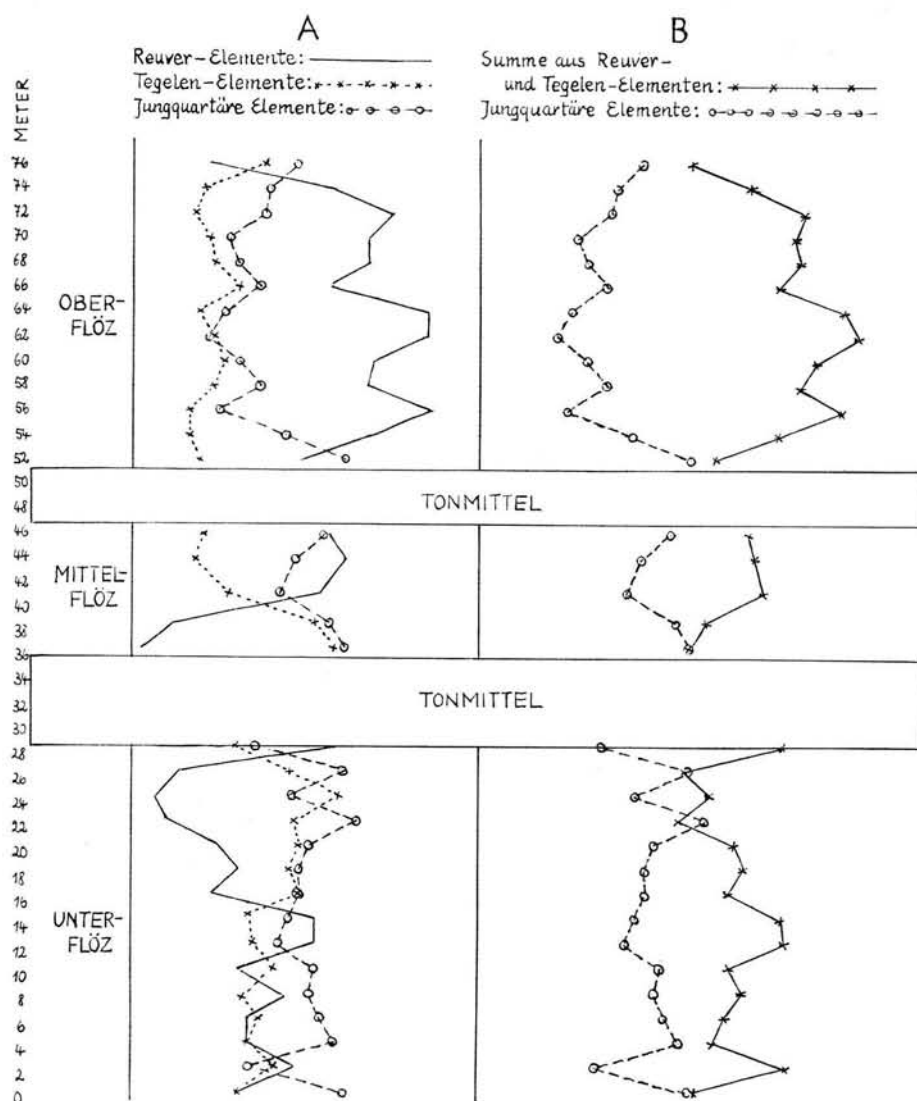 A
Reuver-Elemente:
Tegelen-Elemente:
Jungquartäre Elemente:
B
Summe aus Reuver-
und Tegelen-Elementen:
Jungquartäre Elemente:
METER
76
74
72
70
68
66
64
62
60
58
56
54
52
50
48
46
44
42
40
38
36
34
32
30
28
26
24
22
20
18
16
14
12
10
8
6
4
2
0
OBER-
FLÖZ
TONMITTEL
MITTEL-
FLÖZ
TONMITTEL
UNTER-
FLÖZ